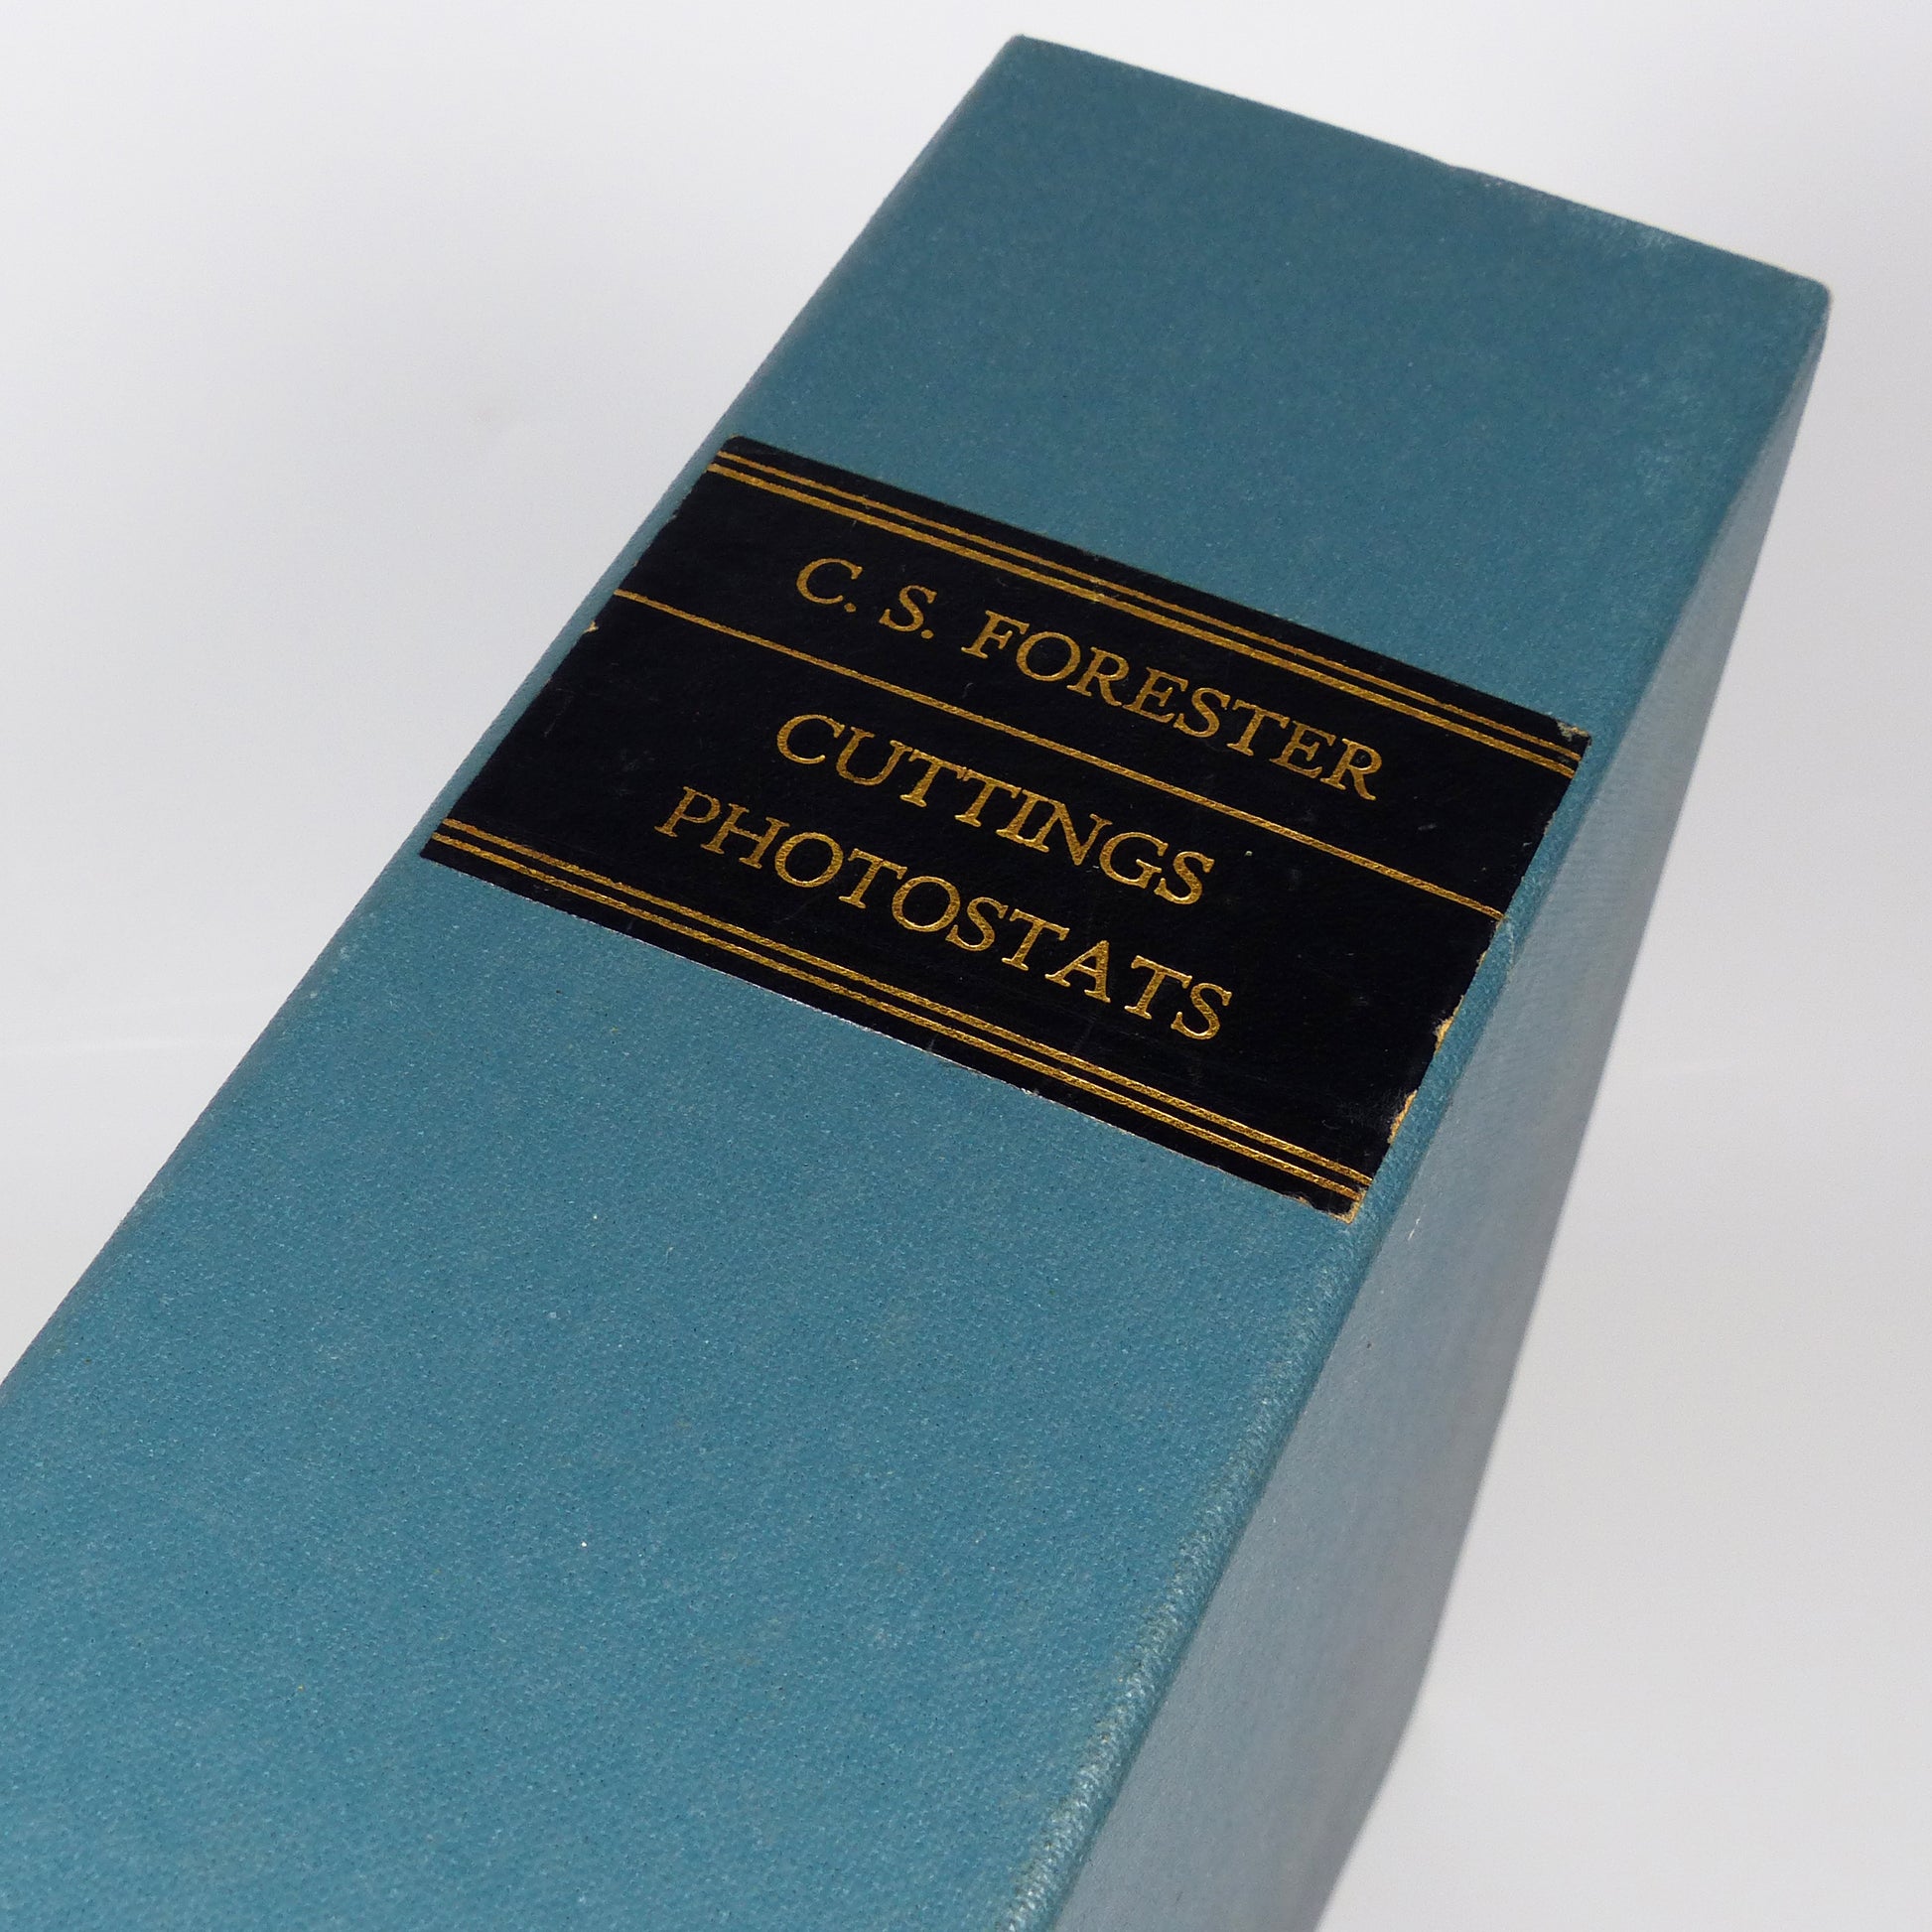 C. S. FORESTER
CUTTINGS
PHOTOSTATS